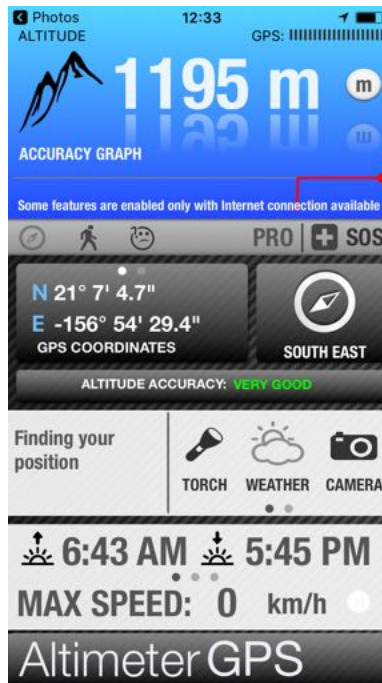 Photos
12:33
ALTITUDE
GPS:
1195 m
m
ACCURACY GRAPH
Some features are enabled only with Internet connection available
PRO
SOS
N 21° 7' 4.7"
E -156° 54' 29.4"
GPS COORDINATES
SOUTH EAST
ALTITUDE ACCURACY: VERY GOOD
Finding your
position
TORCH
WEATHER
CAMERA
6:43 AM
5:45 PM
MAX SPEED: 0 km/h
Altimeter GPS